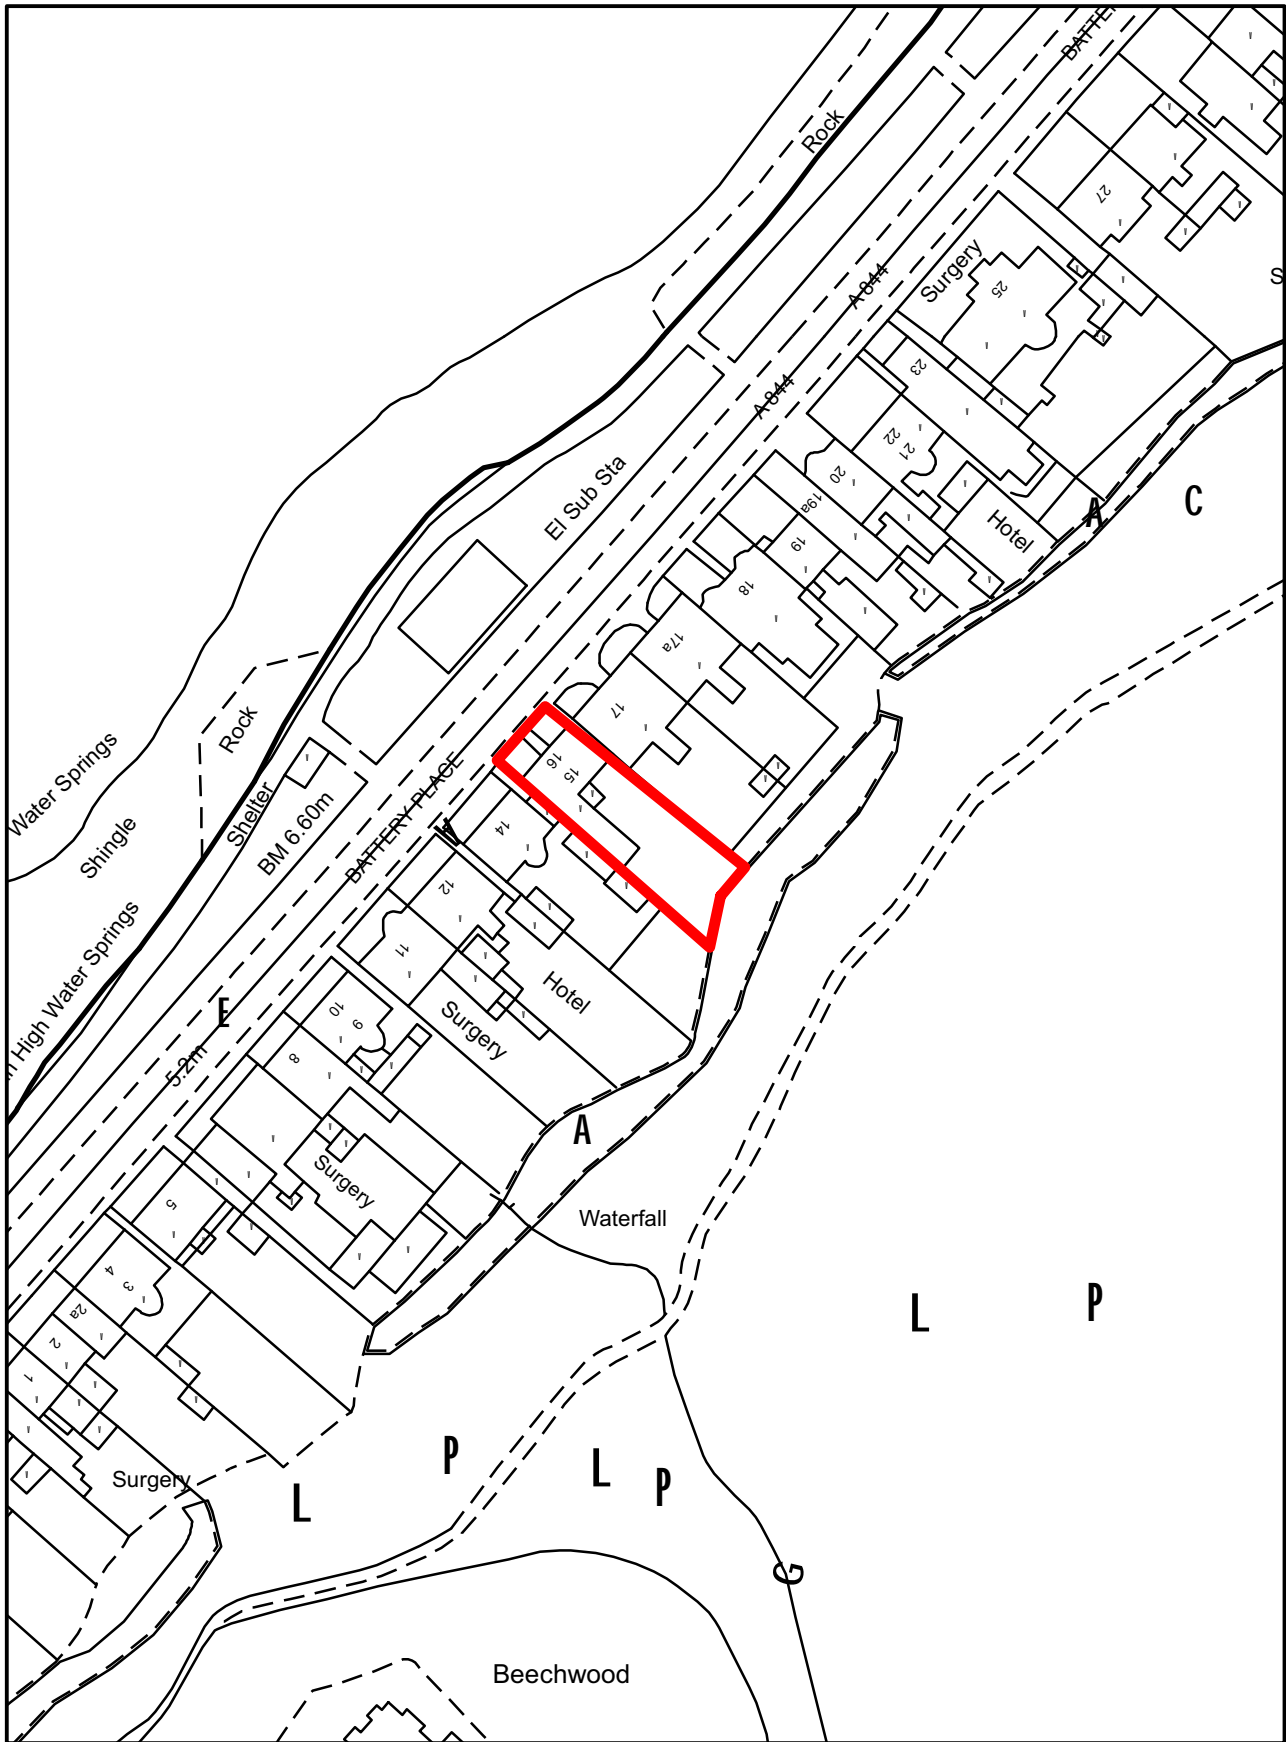 BATTE
Rock
27
Surgery
25
S
A 844
23
A 844
22
21
20
19a
19
Hotel
A
C
El Sub Sta
18
17a
17
Rock
Water Springs
Shingle
Shelter
BM 6.60m
BATTERY PLACE
16
15
14
12
11
Hotel
Surgery
High Water Springs
E
10
9
8
5.2m
A
Surgery
Waterfall
5
4
3
2a
2
1
L
P
P
L
P
Surgery
L
G
Beechwood